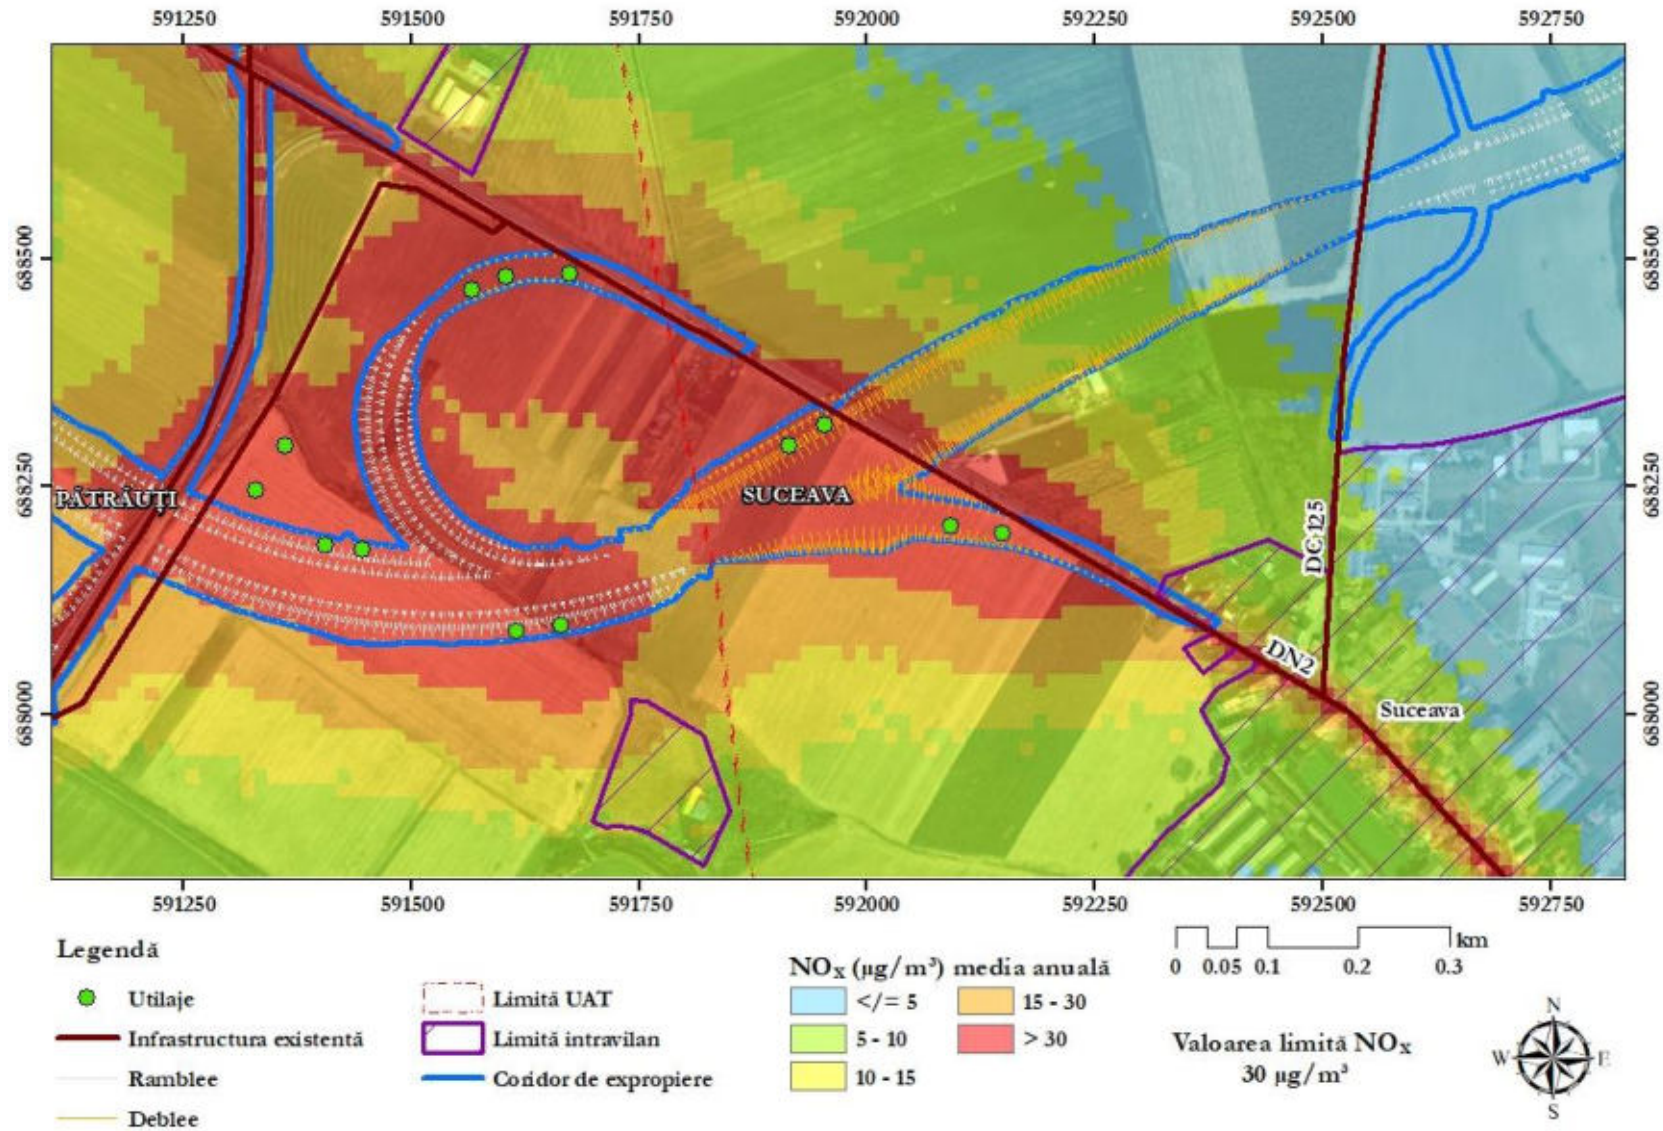 591250 591500 591750 592000 592250 592500 592750
688500 688500
688250 688250
688000 688000
PĂTRĂUȚI
SUCEAVA
DC 125
DN2
Suceava
591250 591500 591750 592000 592250 592500 592750
Legendă
Utilaje
Infrastructura existentă
Ramblee
Deblee
Limită UAT
Limită intravilan
Coridor de expropiere
NOx (µg/m³) media anuală
</= 5
5 - 10
10 - 15
15 - 30
> 30
km
0 0.05 0.1 0.2 0.3
Valoarea limită NOx
30 µg/m³
N
W E
S